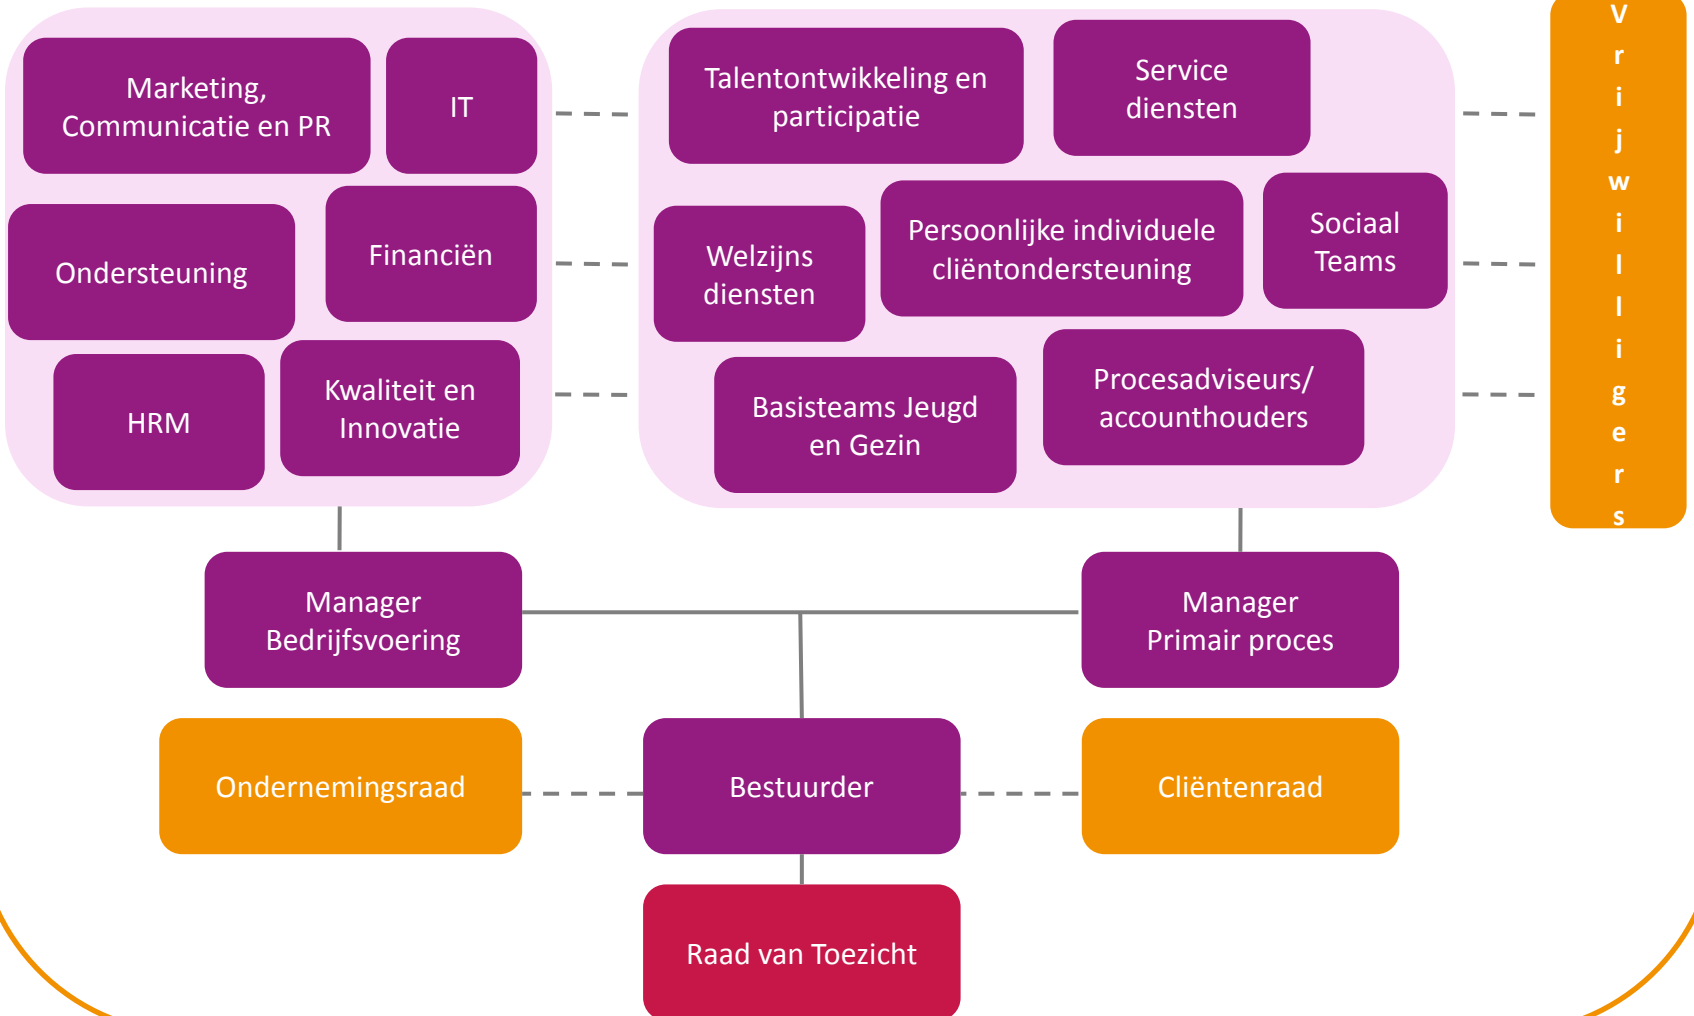 Marketing,
Communicatie en PR
IT
Ondersteuning
Financiën
HRM
Kwaliteit en
Innovatie
Talentontwikkeling en
participatie
Service
diensten
Welzijns
diensten
Persoonlijke individuele
cliëntondersteuning
Sociaal
Teams
Basisteams Jeugd
en Gezin
Procesadviseurs/
accounthouders
V
r
i
j
w
i
l
l
i
g
e
r
s
Manager
Bedrijfsvoering
Manager
Primair proces
Ondernemingsraad
Bestuurder
Cliëntenraad
Raad van Toezicht